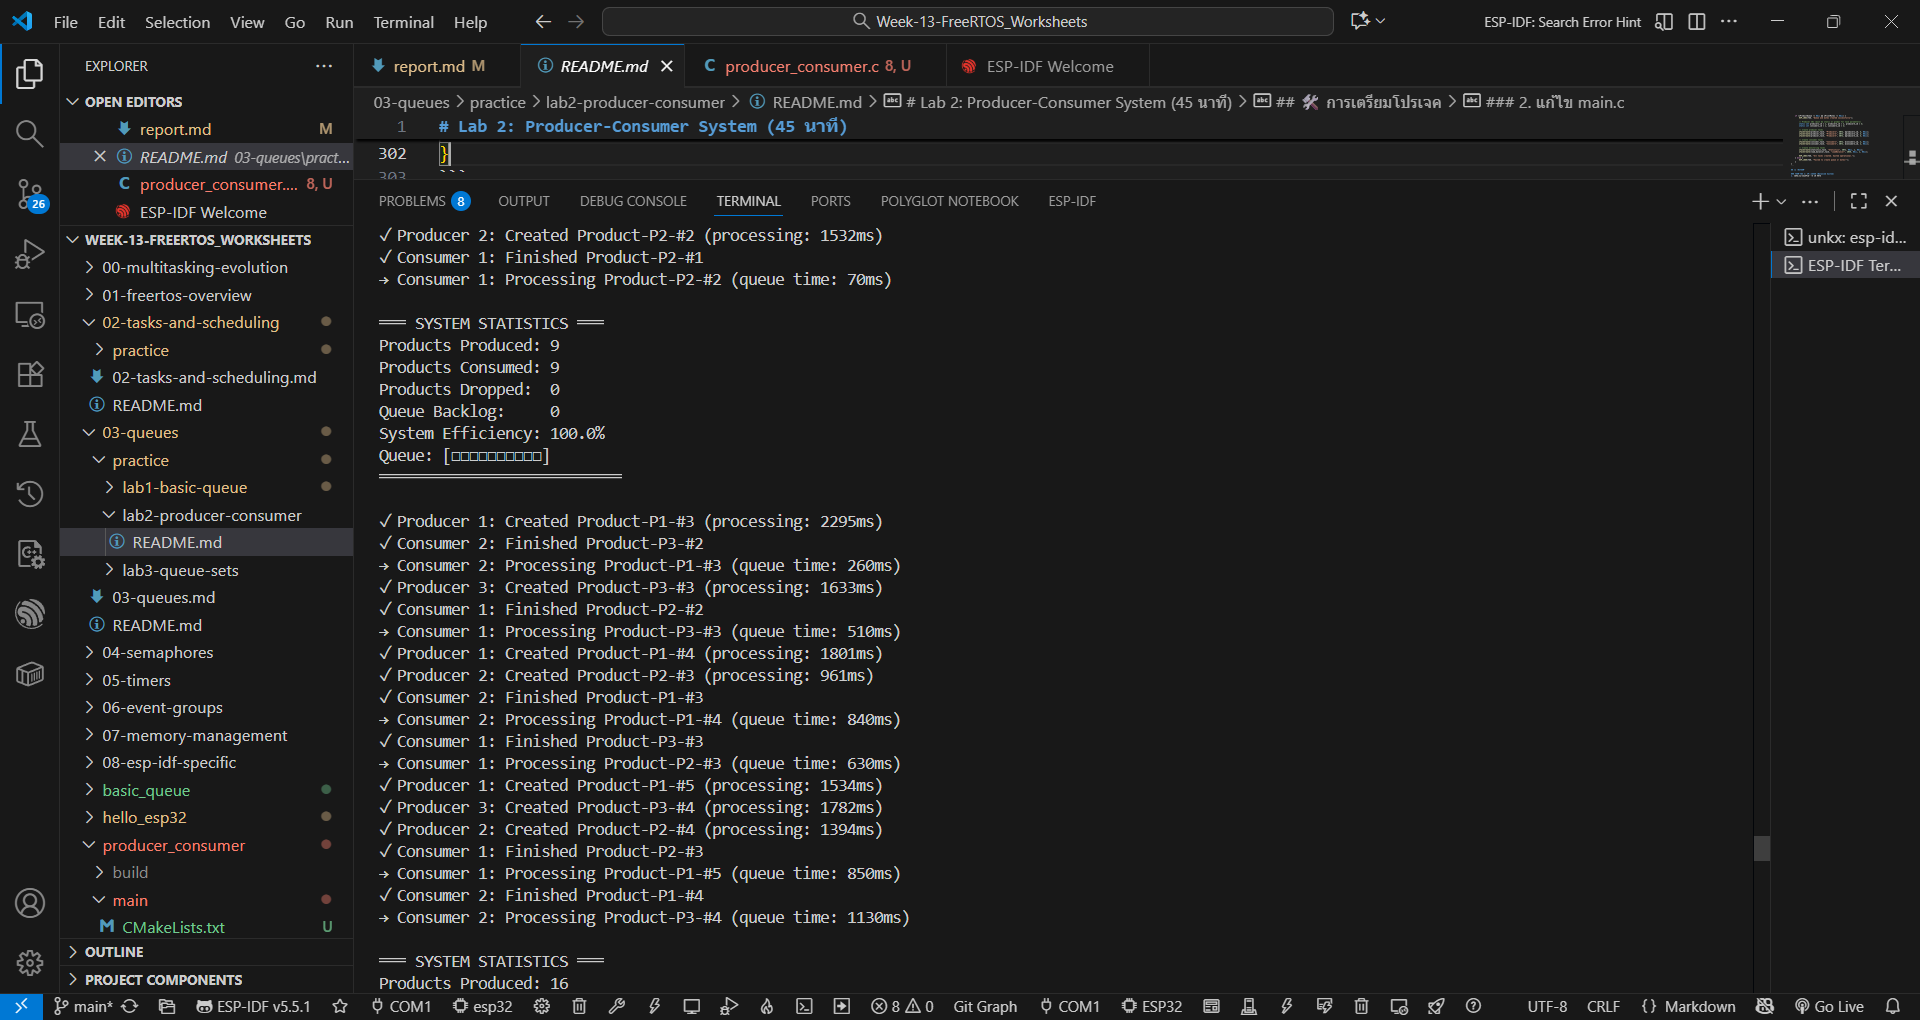 File Edit Selection View Go Run Terminal Help
Week-13-FreeRTOS_Worksheets
ESP-IDF: Search Error Hint
EXPLORER
report.md M
README.md
producer_consumer.c 8, U
ESP-IDF Welcome
OPEN EDITORS
report.md M
README.md 03-queues\pract...
producer_consumer.... 8, U
ESP-IDF Welcome
WEEK-13-FREERTOS_WORKSHEETS
00-multitasking-evolution
01-freertos-overview
02-tasks-and-scheduling
practice
02-tasks-and-scheduling.md
README.md
03-queues
practice
lab1-basic-queue
lab2-producer-consumer
README.md
lab3-queue-sets
03-queues.md
README.md
04-semaphores
05-timers
06-event-groups
07-memory-management
08-esp-idf-specific
basic_queue
hello_esp32
producer_consumer
build
main
CMakeLists.txt U
OUTLINE
PROJECT COMPONENTS
26
03-queues > practice > lab2-producer-consumer > README.md > # Lab 2: Producer-Consumer System (45 นาที) > ## 🛠 การเตรียมโปรเจค > ### 2. แก้ไข main.c
1 # Lab 2: Producer-Consumer System (45 นาที)
302 }
303 ```
PROBLEMS 8 OUTPUT DEBUG CONSOLE TERMINAL PORTS POLYGLOT NOTEBOOK ESP-IDF
unkx: esp-id...
ESP-IDF Ter...
✓ Producer 2: Created Product-P2-#2 (processing: 1532ms)
✓ Consumer 1: Finished Product-P2-#1
→ Consumer 1: Processing Product-P2-#2 (queue time: 70ms)
═══ SYSTEM STATISTICS ═══
Products Produced: 9
Products Consumed: 9
Products Dropped: 0
Queue Backlog: 0
System Efficiency: 100.0%
Queue: [□□□□□□□□□□]
═══════════════════════════
✓ Producer 1: Created Product-P1-#3 (processing: 2295ms)
✓ Consumer 2: Finished Product-P3-#2
→ Consumer 2: Processing Product-P1-#3 (queue time: 260ms)
✓ Producer 3: Created Product-P3-#3 (processing: 1633ms)
✓ Consumer 1: Finished Product-P2-#2
→ Consumer 1: Processing Product-P3-#3 (queue time: 510ms)
✓ Producer 1: Created Product-P1-#4 (processing: 1801ms)
✓ Producer 2: Created Product-P2-#3 (processing: 961ms)
✓ Consumer 2: Finished Product-P1-#3
→ Consumer 2: Processing Product-P1-#4 (queue time: 840ms)
✓ Consumer 1: Finished Product-P3-#3
→ Consumer 1: Processing Product-P2-#3 (queue time: 630ms)
✓ Producer 1: Created Product-P1-#5 (processing: 1534ms)
✓ Producer 3: Created Product-P3-#4 (processing: 1782ms)
✓ Producer 2: Created Product-P2-#4 (processing: 1394ms)
✓ Consumer 1: Finished Product-P2-#3
→ Consumer 1: Processing Product-P1-#5 (queue time: 850ms)
✓ Consumer 2: Finished Product-P1-#4
→ Consumer 2: Processing Product-P3-#4 (queue time: 1130ms)
═══ SYSTEM STATISTICS ═══
Products Produced: 16
main* ESP-IDF v5.5.1 COM1 esp32 8 0 Git Graph COM1 ESP32 UTF-8 CRLF {} Markdown Go Live